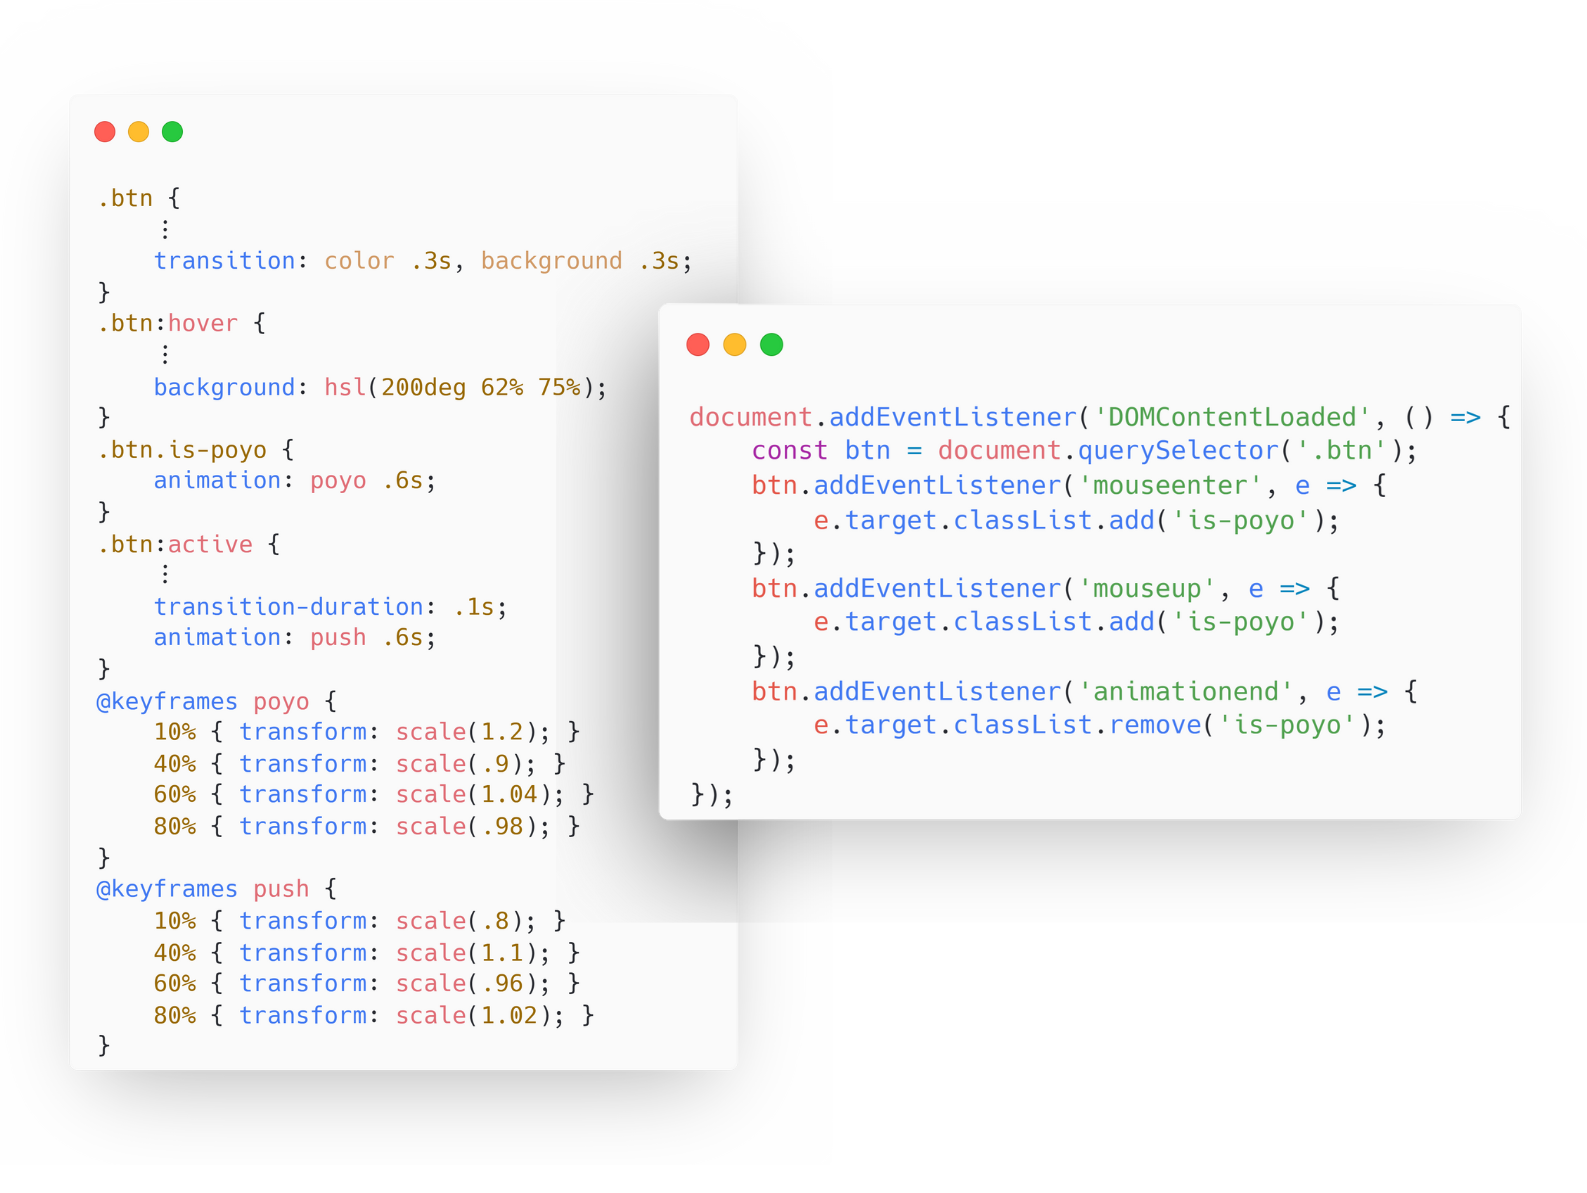 .btn {
⋮
transition: color .3s, background .3s;
}
.btn:hover {
⋮
background: hsl(200deg 62% 75%);
}
.btn.is-poyo {
animation: poyo .6s;
}
.btn:active {
⋮
transition-duration: .1s;
animation: push .6s;
}
@keyframes poyo {
10% { transform: scale(1.2); }
40% { transform: scale(.9); }
60% { transform: scale(1.04); }
80% { transform: scale(.98); }
}
@keyframes push {
10% { transform: scale(.8); }
40% { transform: scale(1.1); }
60% { transform: scale(.96); }
80% { transform: scale(1.02); }
}
document.addEventListener('DOMContentLoaded', () => {
const btn = document.querySelector('.btn');
btn.addEventListener('mouseenter', e => {
e.target.classList.add('is-poyo');
});
btn.addEventListener('mouseup', e => {
e.target.classList.add('is-poyo');
});
btn.addEventListener('animationend', e => {
e.target.classList.remove('is-poyo');
});
});